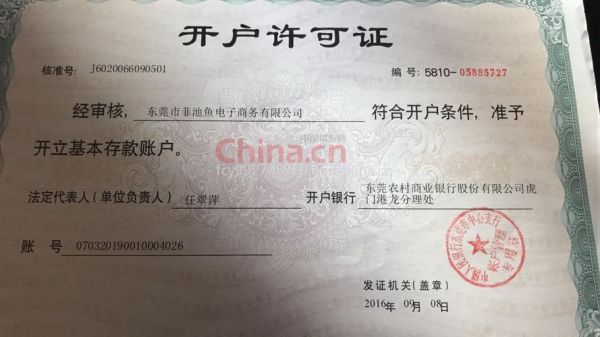 开户许可证
核准号: J6020066090501 编号: 5810-05885727
经审核, 东莞市菲池鱼电子商务有限公司 符合开户条件, 准予
开立基本存款账户。
China.cn
法定代表人(单位负责人) 任翠萍 开户银行 东莞农村商业银行股份有限公司虎
门港龙分理处
账号 070320190010004026
发证机关(盖章)
2016年 09月 08日